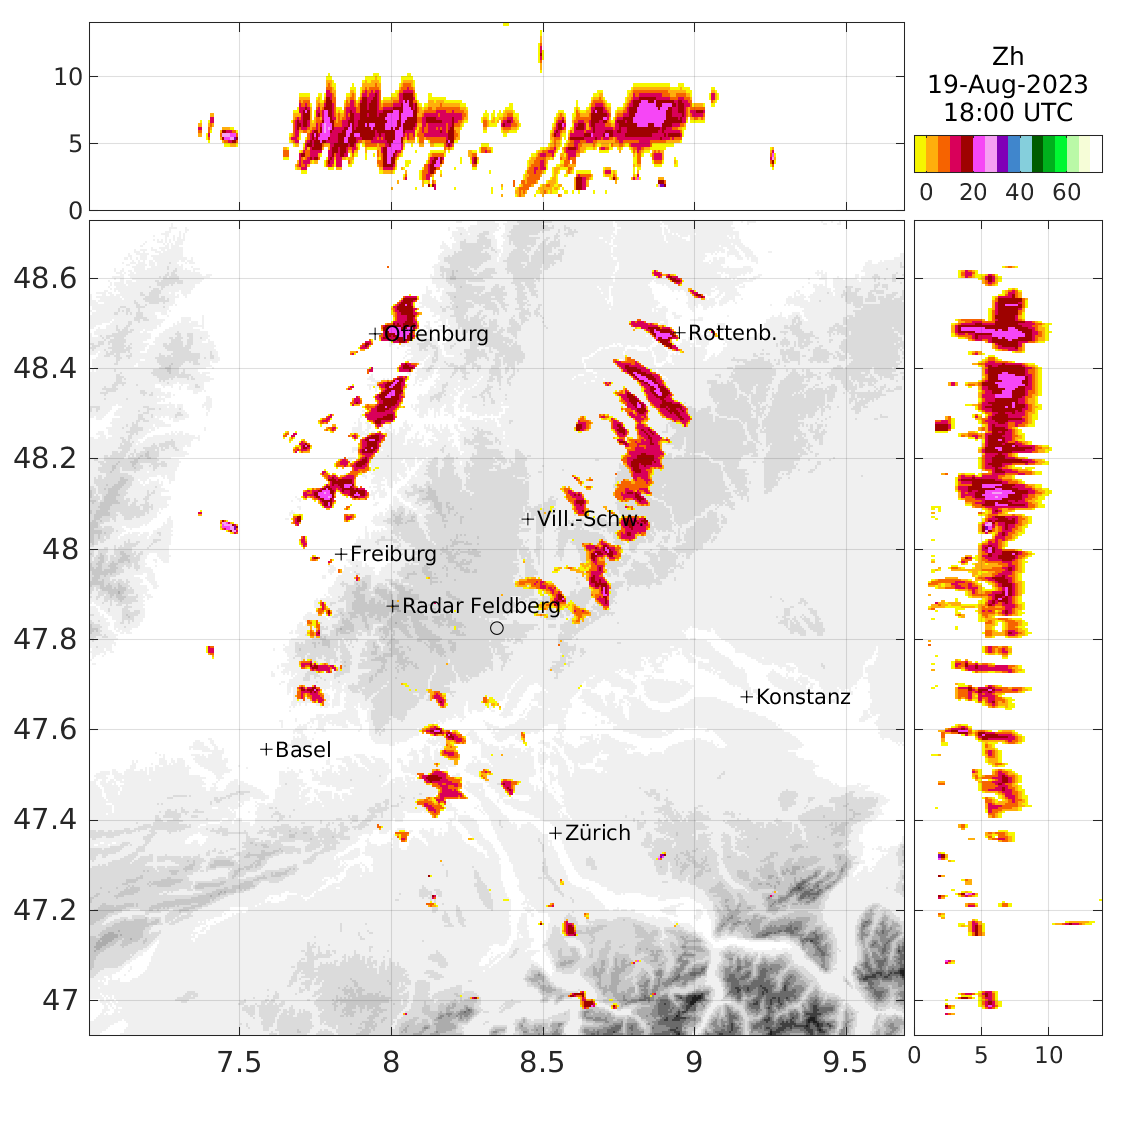 Zh
19-Aug-2023
18:00 UTC
0 20 40 60
10
5
0
48.6
48.4
48.2
48
47.8
47.6
47.4
47.2
47
Offenburg
Rottenb.
Vill.-Schw.
Freiburg
Radar Feldberg
Konstanz
Basel
Zürich
7.5 8 8.5 9 9.5
0 5 10